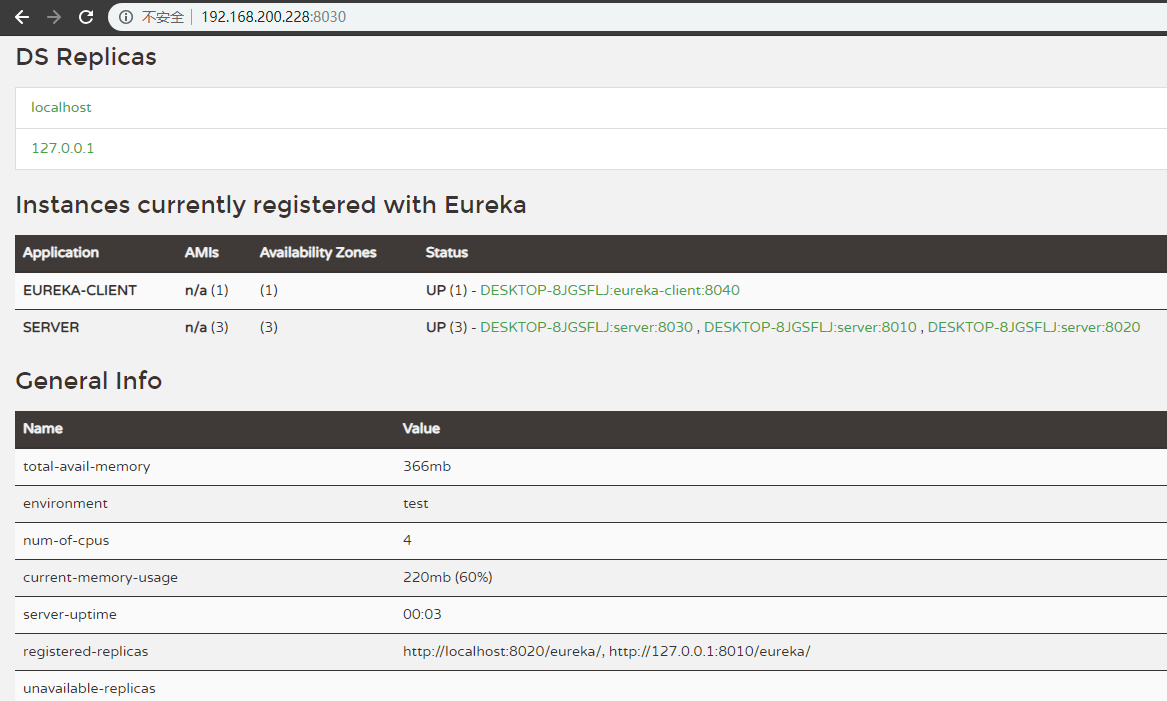 不安全 192.168.200.228:8030
DS Replicas
localhost
127.0.0.1
Instances currently registered with Eureka
Application AMIs Availability Zones Status
EUREKA-CLIENT n/a (1) (1) UP (1) - DESKTOP-8JGSFLJ:eureka-client:8040
SERVER n/a (3) (3) UP (3) - DESKTOP-8JGSFLJ:server:8030 , DESKTOP-8JGSFLJ:server:8010 , DESKTOP-8JGSFLJ:server:8020
General Info
Name Value
total-avail-memory 366mb
environment test
num-of-cpus 4
current-memory-usage 220mb (60%)
server-uptime 00:03
registered-replicas http://localhost:8020/eureka/, http://127.0.0.1:8010/eureka/
unavailable-replicas